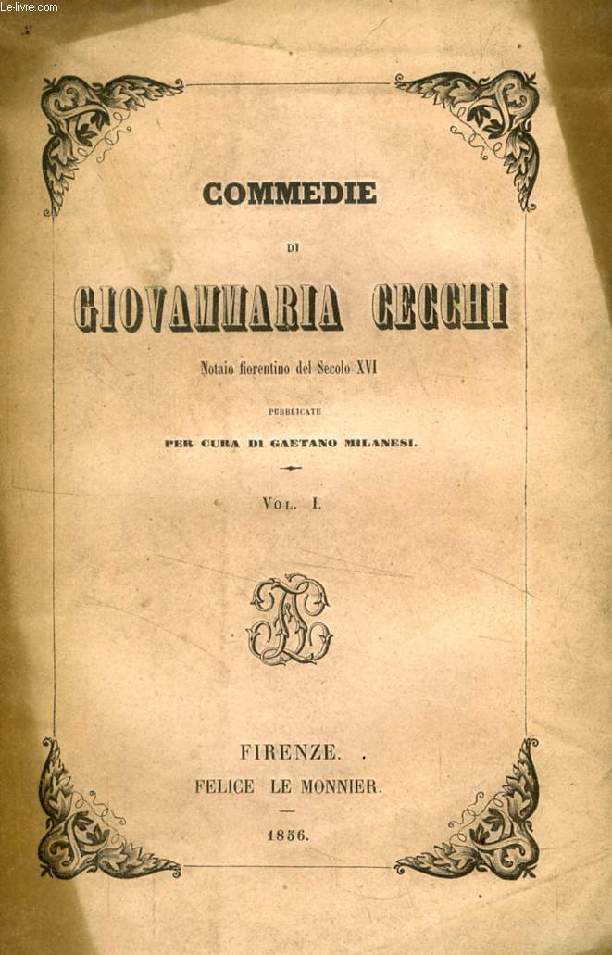 Le-livre.com
COMMEDIE
DI
GIOVAMMARIA CECCHI
Notaio fiorentino del Secolo XVI
PUBBLICATE
PER CURA DI GAETANO MILANESI.
VOL. I.
FIRENZE.
FELICE LE MONNIER.
1856.